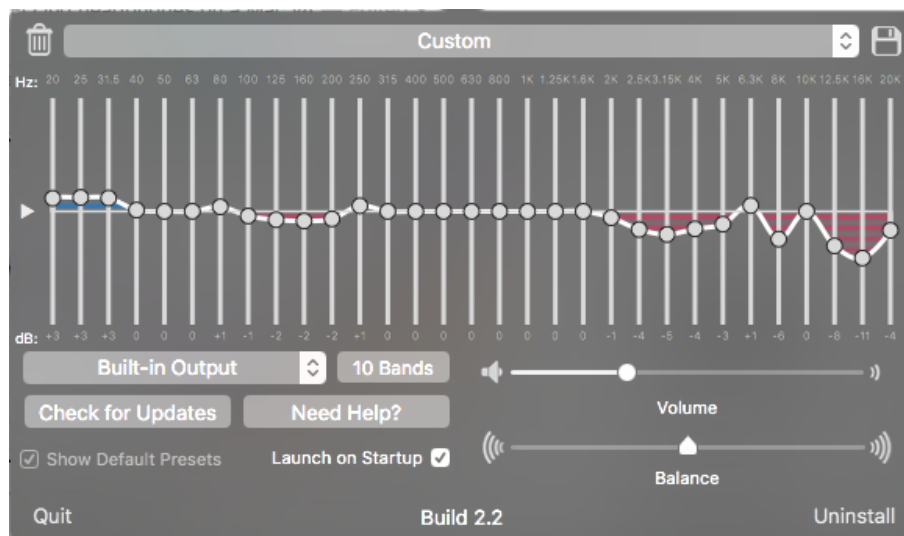 Custom
Hz: 20 25 31.5 40 50 63 80 100 125 160 200 250 315 400 500 630 800 1K 1.25K 1.6K 2K 2.5K 3.15K 4K 5K 6.3K 8K 10K 12.5K 16K 20K
dB: +3 +3 +3 0 0 0 +1 -1 -2 -2 -2 +1 0 0 0 0 0 0 0 0 -1 -4 -5 -4 -3 +1 -6 0 -8 -11 -4
Built-in Output 10 Bands
Volume
Check for Updates Need Help?
Show Default Presets Launch on Startup
Balance
Quit Build 2.2 Uninstall